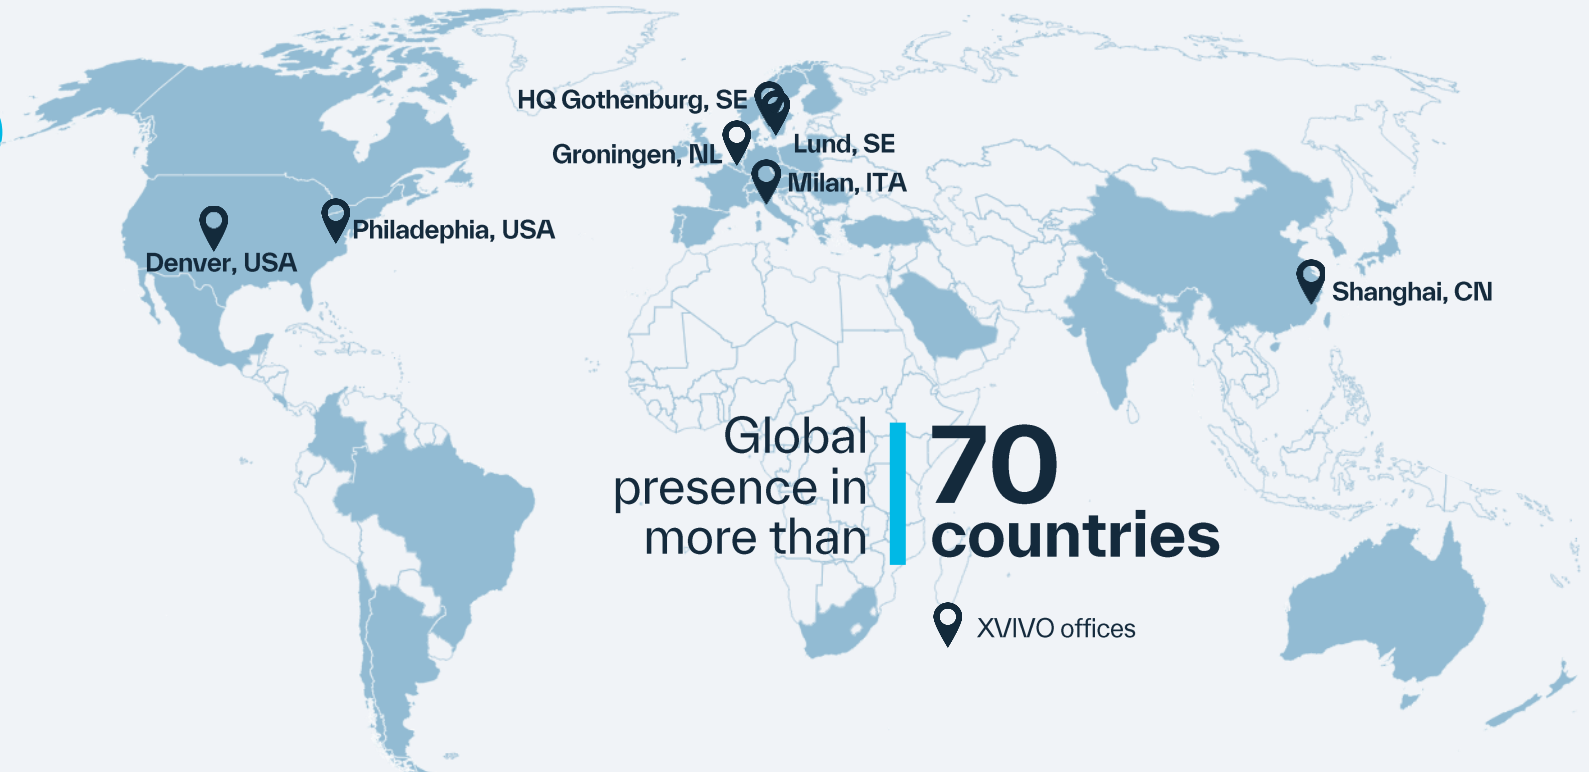 HQ Gothenburg, SE
Lund, SE
Groningen, NL
Milan, ITA
Philadephia, USA
Denver, USA
Shanghai, CN
Global
presence in
more than
70
countries
XVIVO offices